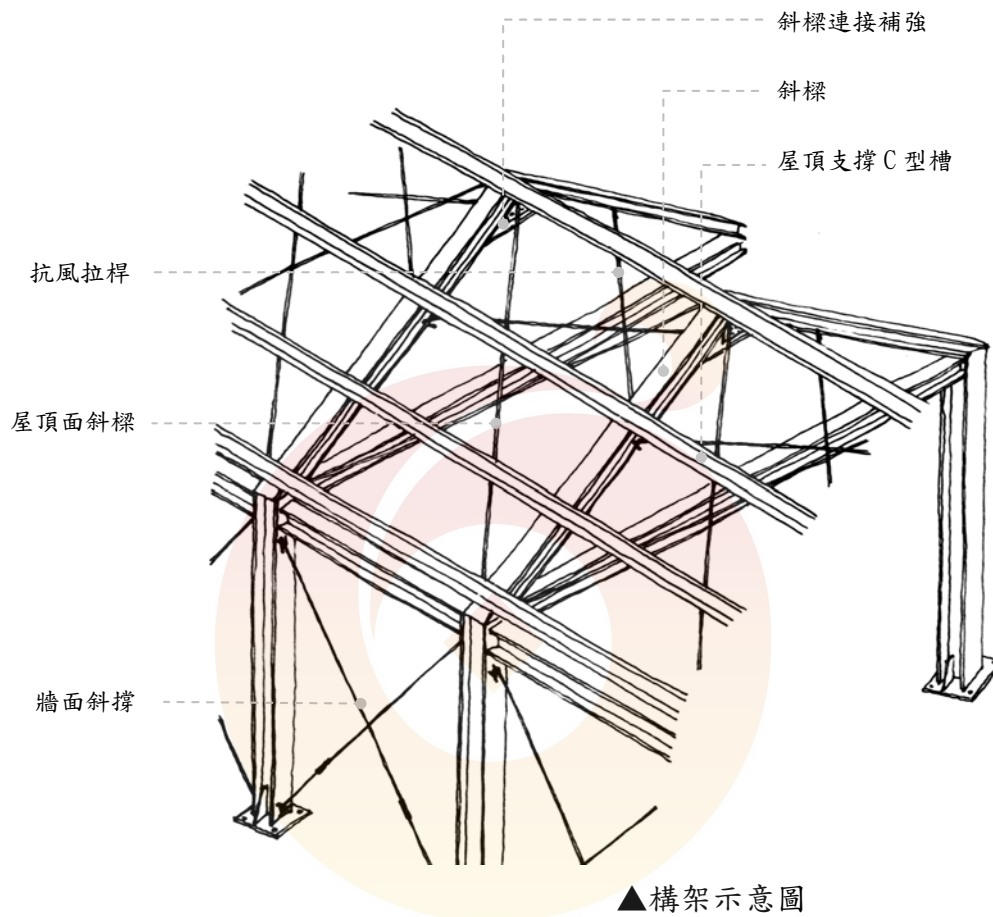 斜樑連接補強
斜樑
屋頂支撐C型槽
抗風拉桿
屋頂面斜樑
牆面斜撐
▲構架示意圖